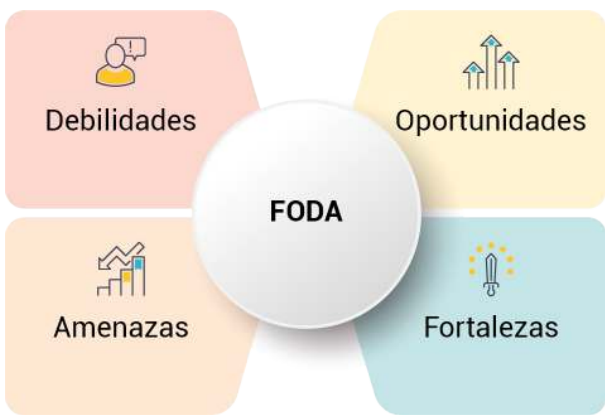 Debilidades
Oportunidades
FODA
Amenazas
Fortalezas